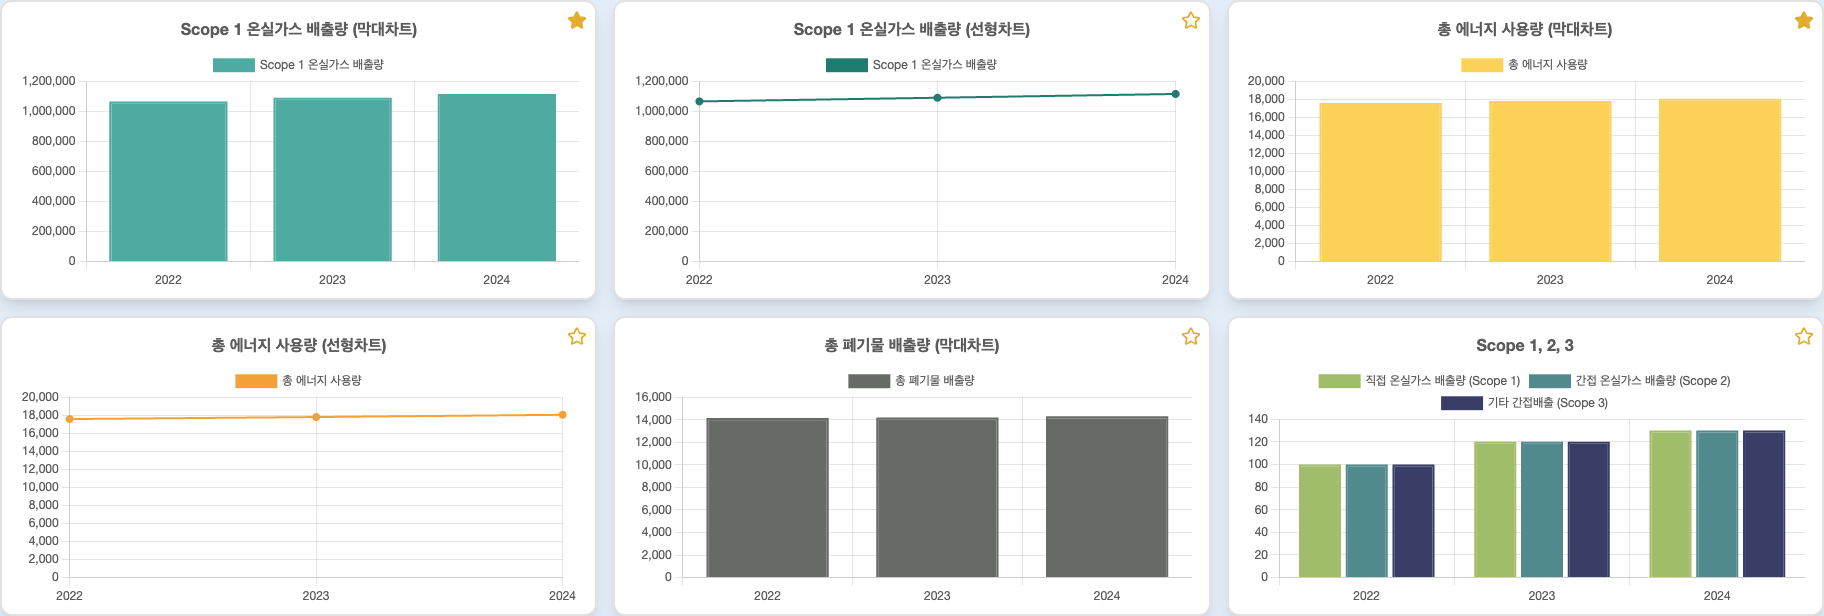 Scope 1 온실가스 배출량 (막대차트)
Scope 1 온실가스 배출량
1,200,000
1,000,000
800,000
600,000
400,000
200,000
0
2022 2023 2024
Scope 1 온실가스 배출량 (선형차트)
Scope 1 온실가스 배출량
1,200,000
1,000,000
800,000
600,000
400,000
200,000
0
2022 2023 2024
총 에너지 사용량 (막대차트)
총 에너지 사용량
20,000
18,000
16,000
14,000
12,000
10,000
8,000
6,000
4,000
2,000
0
2022 2023 2024
총 에너지 사용량 (선형차트)
총 에너지 사용량
20,000
18,000
16,000
14,000
12,000
10,000
8,000
6,000
4,000
2,000
0
2022 2023 2024
총 폐기물 배출량 (막대차트)
총 폐기물 배출량
16,000
14,000
12,000
10,000
8,000
6,000
4,000
2,000
0
2022 2023 2024
Scope 1, 2, 3
직접 온실가스 배출량 (Scope 1) 간접 온실가스 배출량 (Scope 2)
기타 간접배출 (Scope 3)
140
120
100
80
60
40
20
0
2022 2023 2024